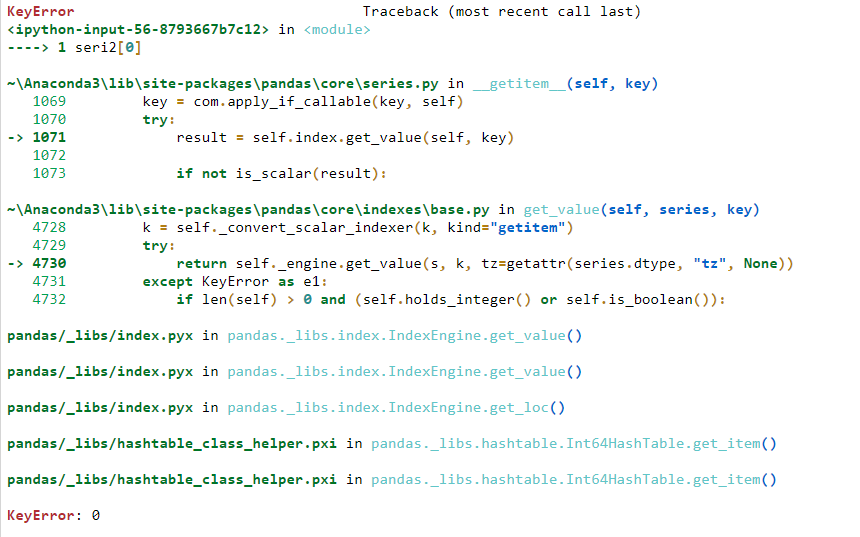 KeyError                                  Traceback (most recent call last)
<ipython-input-56-8793667b7c12> in <module>
----> 1 seri2[0]

~\Anaconda3\lib\site-packages\pandas\core\series.py in __getitem__(self, key)
   1069         key = com.apply_if_callable(key, self)
   1070         try:
-> 1071             result = self.index.get_value(self, key)
   1072
   1073             if not is_scalar(result):

~\Anaconda3\lib\site-packages\pandas\core\indexes\base.py in get_value(self, series, key)
   4728         k = self._convert_scalar_indexer(k, kind="getitem")
   4729         try:
-> 4730             return self._engine.get_value(s, k, tz=getattr(series.dtype, "tz", None))
   4731         except KeyError as e1:
   4732             if len(self) > 0 and (self.holds_integer() or self.is_boolean()):

pandas/_libs/index.pyx in pandas._libs.index.IndexEngine.get_value()

pandas/_libs/index.pyx in pandas._libs.index.IndexEngine.get_value()

pandas/_libs/index.pyx in pandas._libs.index.IndexEngine.get_loc()

pandas/_libs/hashtable_class_helper.pxi in pandas._libs.hashtable.Int64HashTable.get_item()

pandas/_libs/hashtable_class_helper.pxi in pandas._libs.hashtable.Int64HashTable.get_item()

KeyError: 0